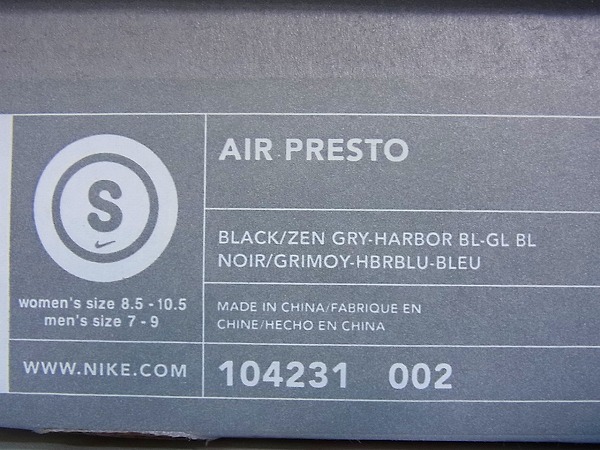 S
women's size 8.5 - 10.5
men's size 7 - 9
WWW.NIKE.COM
AIR PRESTO
BLACK/ZEN GRY-HARBOR BL-GL BL
NOIR/GRIMOY-HBRBLU-BLEU
MADE IN CHINA/FABRIQUE EN
CHINE/HECHO EN CHINA
104231 002